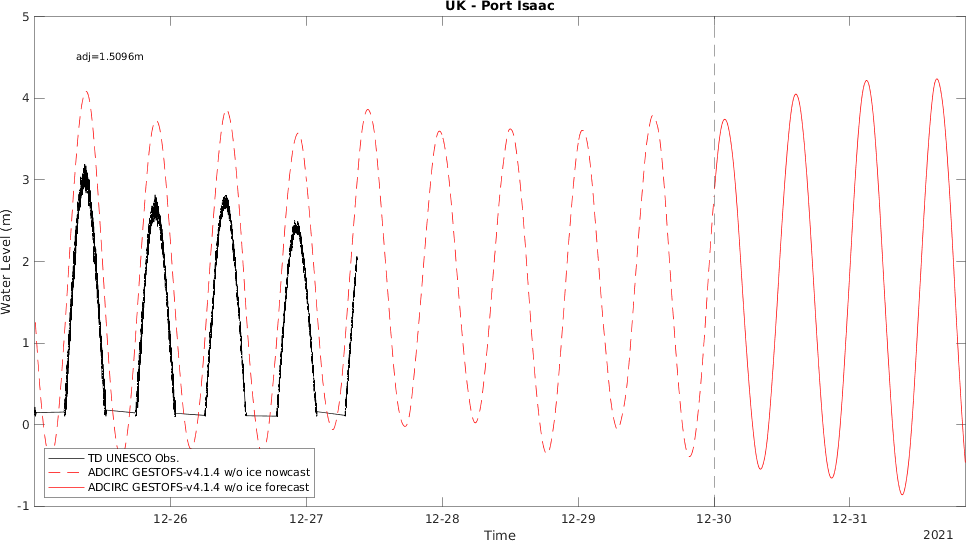 UK - Port Isaac
adj=1.5096m
5
4
3
2
1
0
-1
Water Level (m)
TD UNESCO Obs.
ADCIRC GESTOFS-v4.1.4 w/o ice nowcast
ADCIRC GESTOFS-v4.1.4 w/o ice forecast
12-26 12-27 12-28 12-29 12-30 12-31
Time
2021